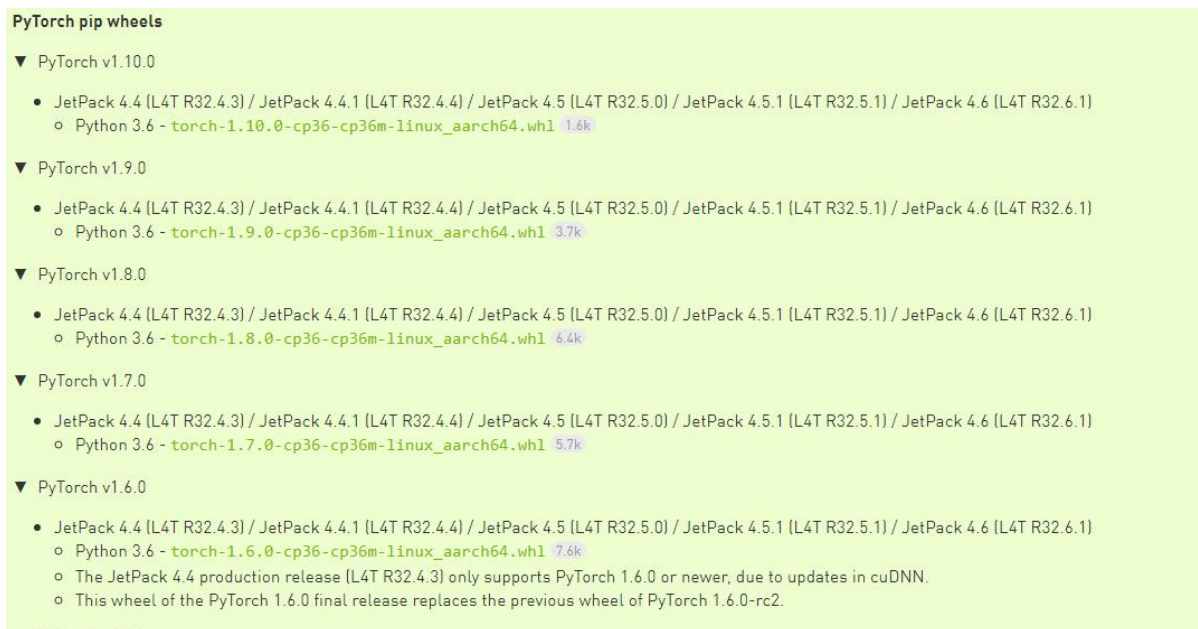 PyTorch pip wheels
▼ PyTorch v1.10.0
• JetPack 4.4 (L4T R32.4.3) / JetPack 4.4.1 (L4T R32.4.4) / JetPack 4.5 (L4T R32.5.0) / JetPack 4.5.1 (L4T R32.5.1) / JetPack 4.6 (L4T R32.6.1)
○ Python 3.6 - torch-1.10.0-cp36-cp36m-linux_aarch64.whl 1.6k
▼ PyTorch v1.9.0
• JetPack 4.4 (L4T R32.4.3) / JetPack 4.4.1 (L4T R32.4.4) / JetPack 4.5 (L4T R32.5.0) / JetPack 4.5.1 (L4T R32.5.1) / JetPack 4.6 (L4T R32.6.1)
○ Python 3.6 - torch-1.9.0-cp36-cp36m-linux_aarch64.whl 3.7k
▼ PyTorch v1.8.0
• JetPack 4.4 (L4T R32.4.3) / JetPack 4.4.1 (L4T R32.4.4) / JetPack 4.5 (L4T R32.5.0) / JetPack 4.5.1 (L4T R32.5.1) / JetPack 4.6 (L4T R32.6.1)
○ Python 3.6 - torch-1.8.0-cp36-cp36m-linux_aarch64.whl 6.4k
▼ PyTorch v1.7.0
• JetPack 4.4 (L4T R32.4.3) / JetPack 4.4.1 (L4T R32.4.4) / JetPack 4.5 (L4T R32.5.0) / JetPack 4.5.1 (L4T R32.5.1) / JetPack 4.6 (L4T R32.6.1)
○ Python 3.6 - torch-1.7.0-cp36-cp36m-linux_aarch64.whl 5.7k
▼ PyTorch v1.6.0
• JetPack 4.4 (L4T R32.4.3) / JetPack 4.4.1 (L4T R32.4.4) / JetPack 4.5 (L4T R32.5.0) / JetPack 4.5.1 (L4T R32.5.1) / JetPack 4.6 (L4T R32.6.1)
○ Python 3.6 - torch-1.6.0-cp36-cp36m-linux_aarch64.whl 7.6k
○ The JetPack 4.4 production release (L4T R32.4.3) only supports PyTorch 1.6.0 or newer, due to updates in cuDNN.
○ This wheel of the PyTorch 1.6.0 final release replaces the previous wheel of PyTorch 1.6.0-rc2.